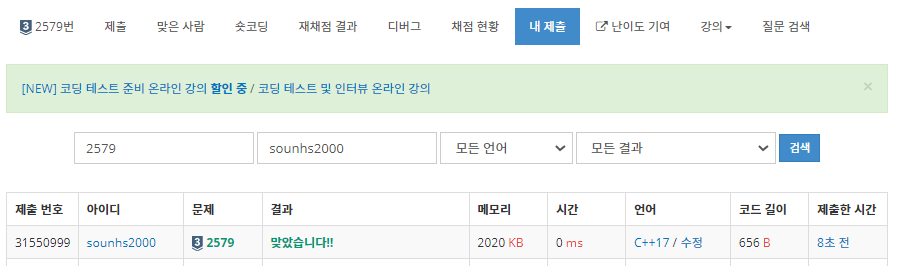 3 2579번 제출 맞은 사람 숏코딩 재채점 결과 디버그 채점 현황 내 제출 난이도 기여 강의 질문 검색
[NEW] 코딩 테스트 준비 온라인 강의 할인 중 / 코딩 테스트 및 인터뷰 온라인 강의 ×
2579 sounhs2000 모든 언어 모든 결과 검색
제출 번호 아이디 문제 결과 메모리 시간 언어 코드 길이 제출한 시간
31550999 sounhs2000 3 2579 맞았습니다!! 2020 KB 0 ms C++17 / 수정 656 B 8초 전